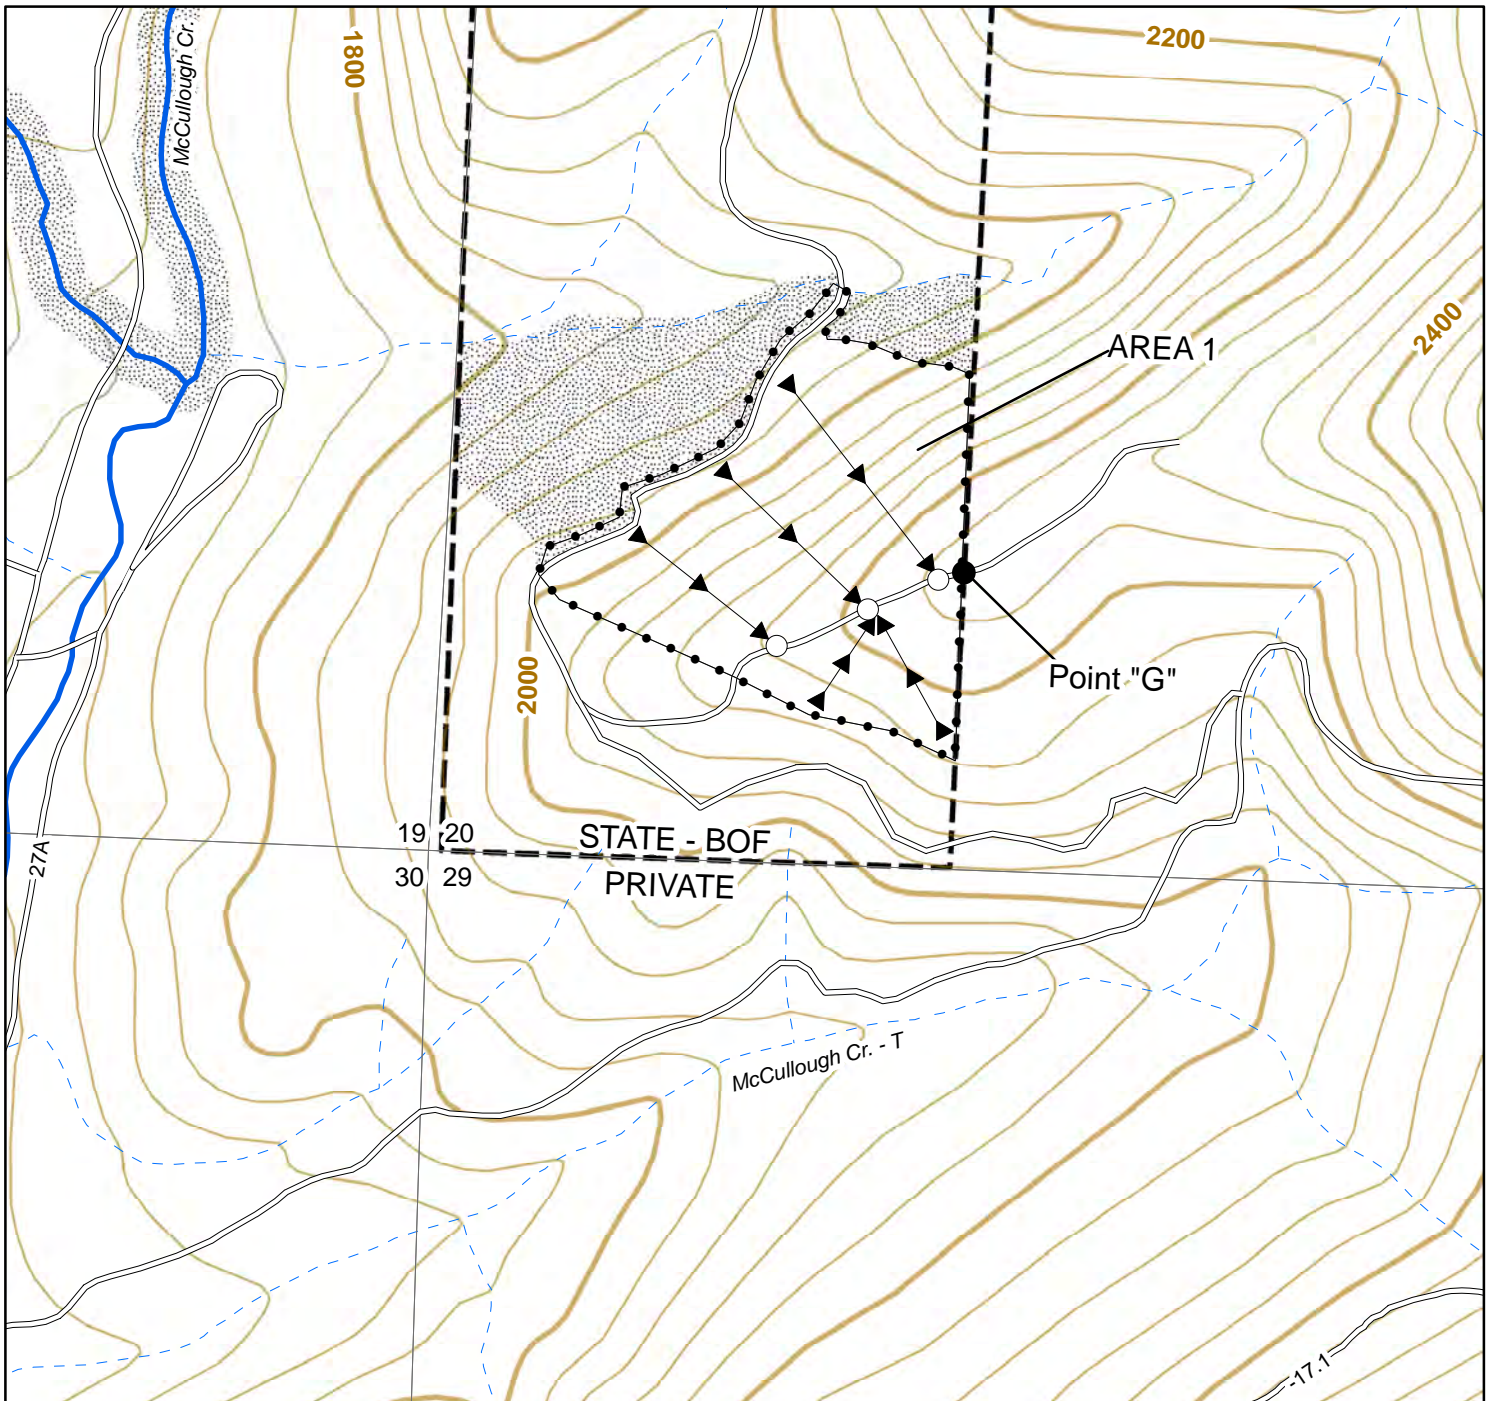 McCullough Cr.
1800
2200
2400
AREA 1
Point "G"
2000
19 20
30 29
STATE - BOF
PRIVATE
27A
McCullough Cr. - T
-17.1